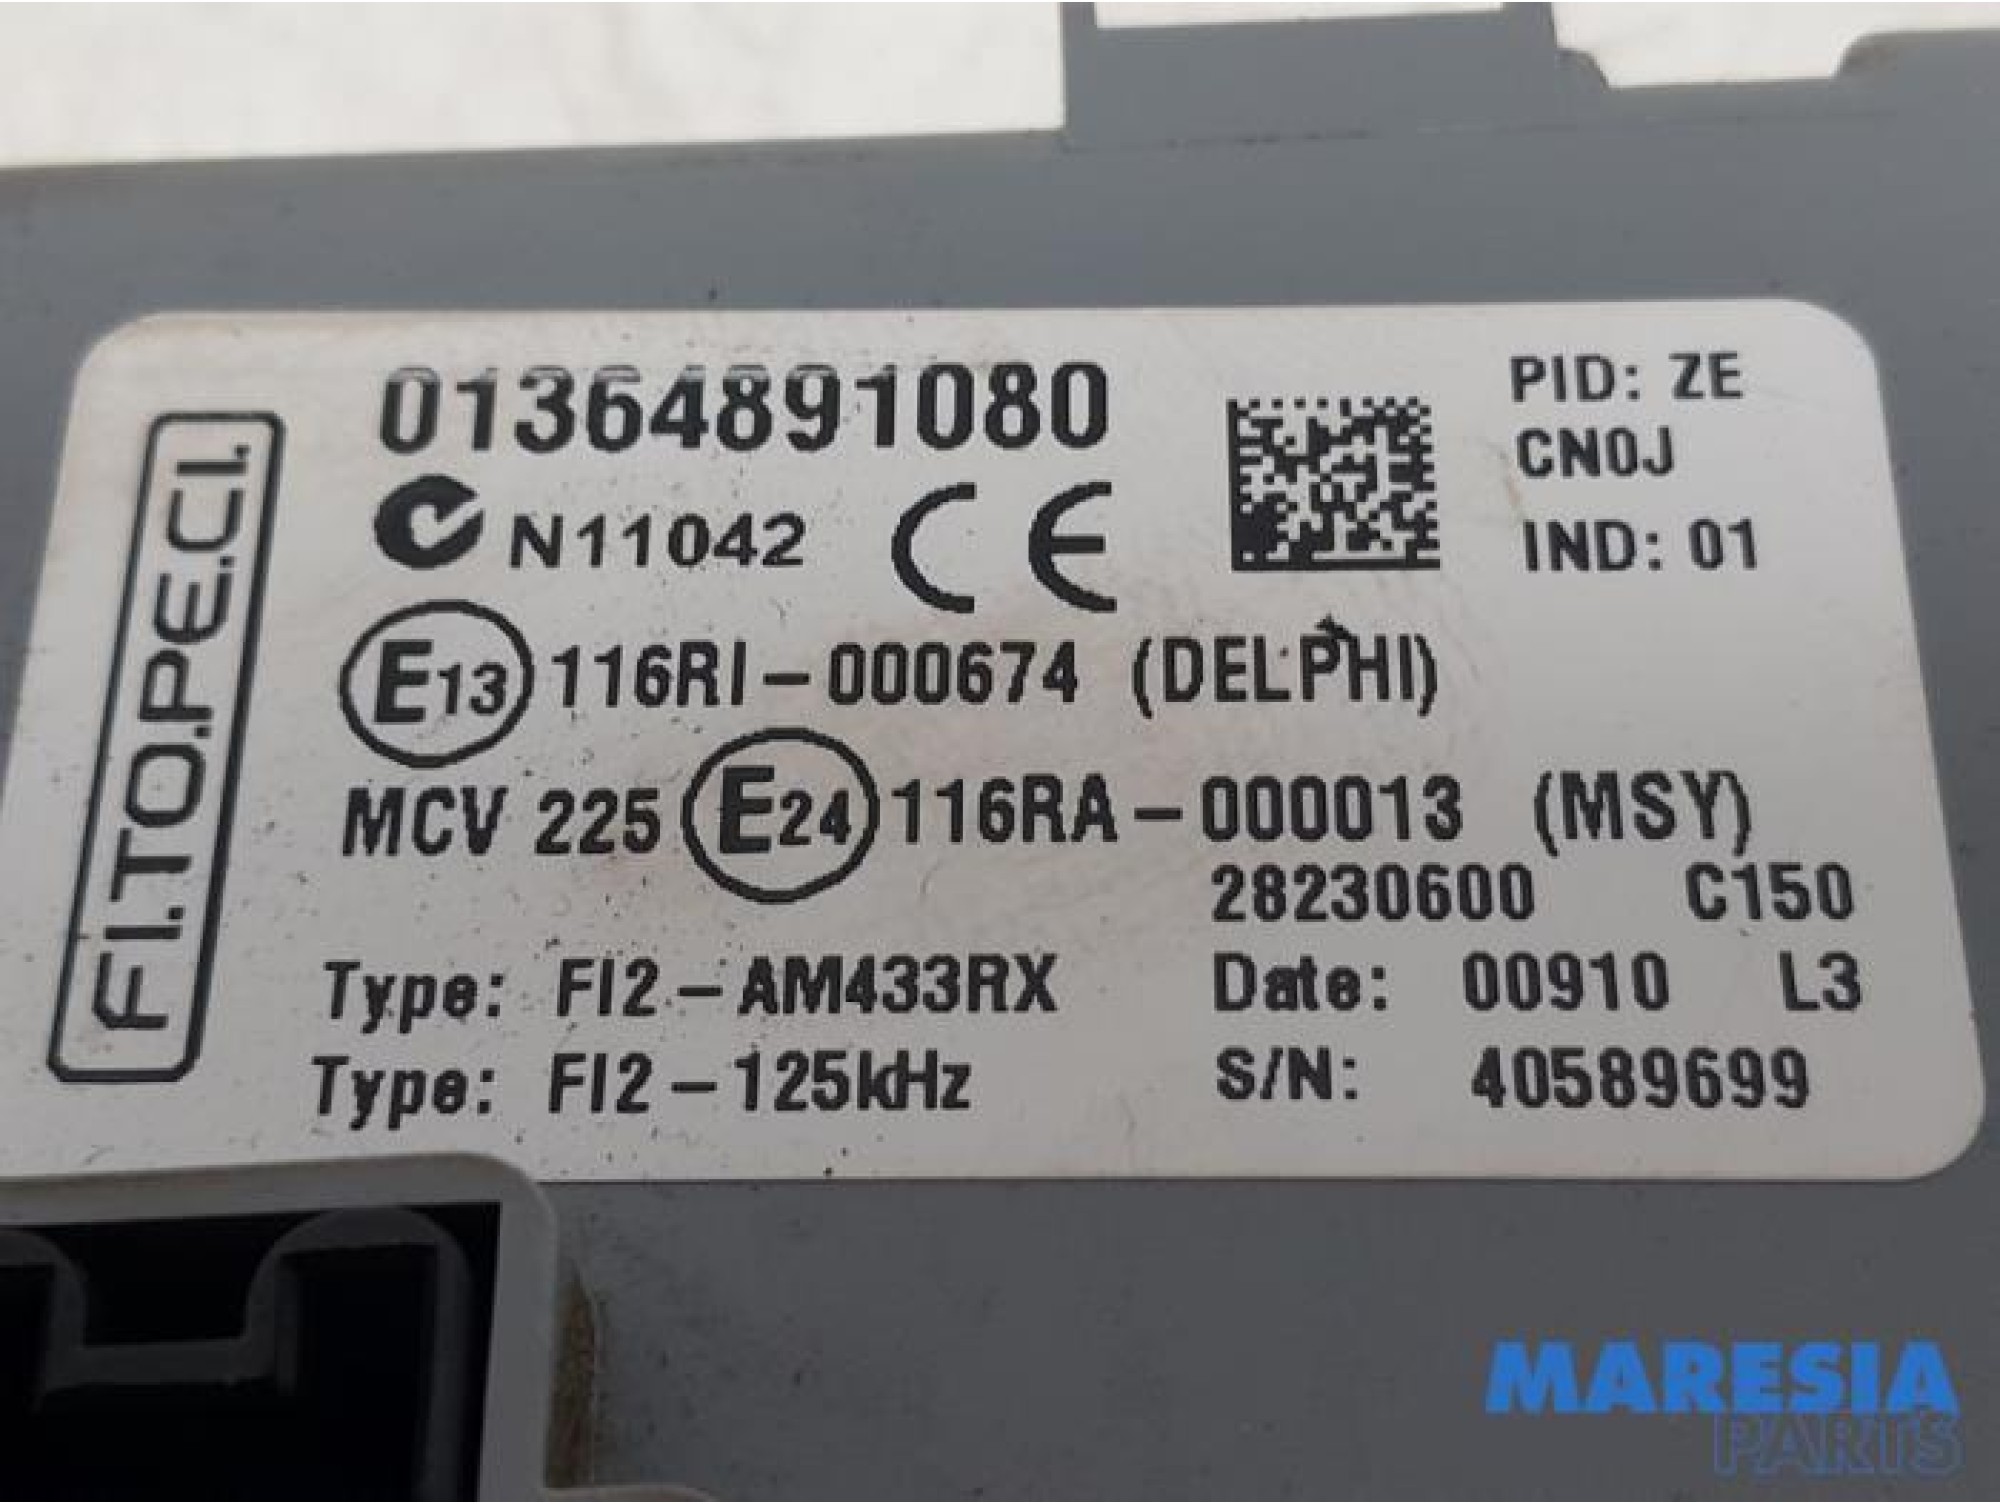 01364891080
PID: ZE
CN0J
N11042 CE
IND: 01
FI.TO.PE.C.I.
E13 116RI-000674 (DELPHI)
MCV 225 E24 116RA-000013 (MSY)
28230600 C150
Type: FI2-AM433RX
Date: 00910 L3
Type: FI2-125kHz
S/N: 40589699
MARESIA
PARTS